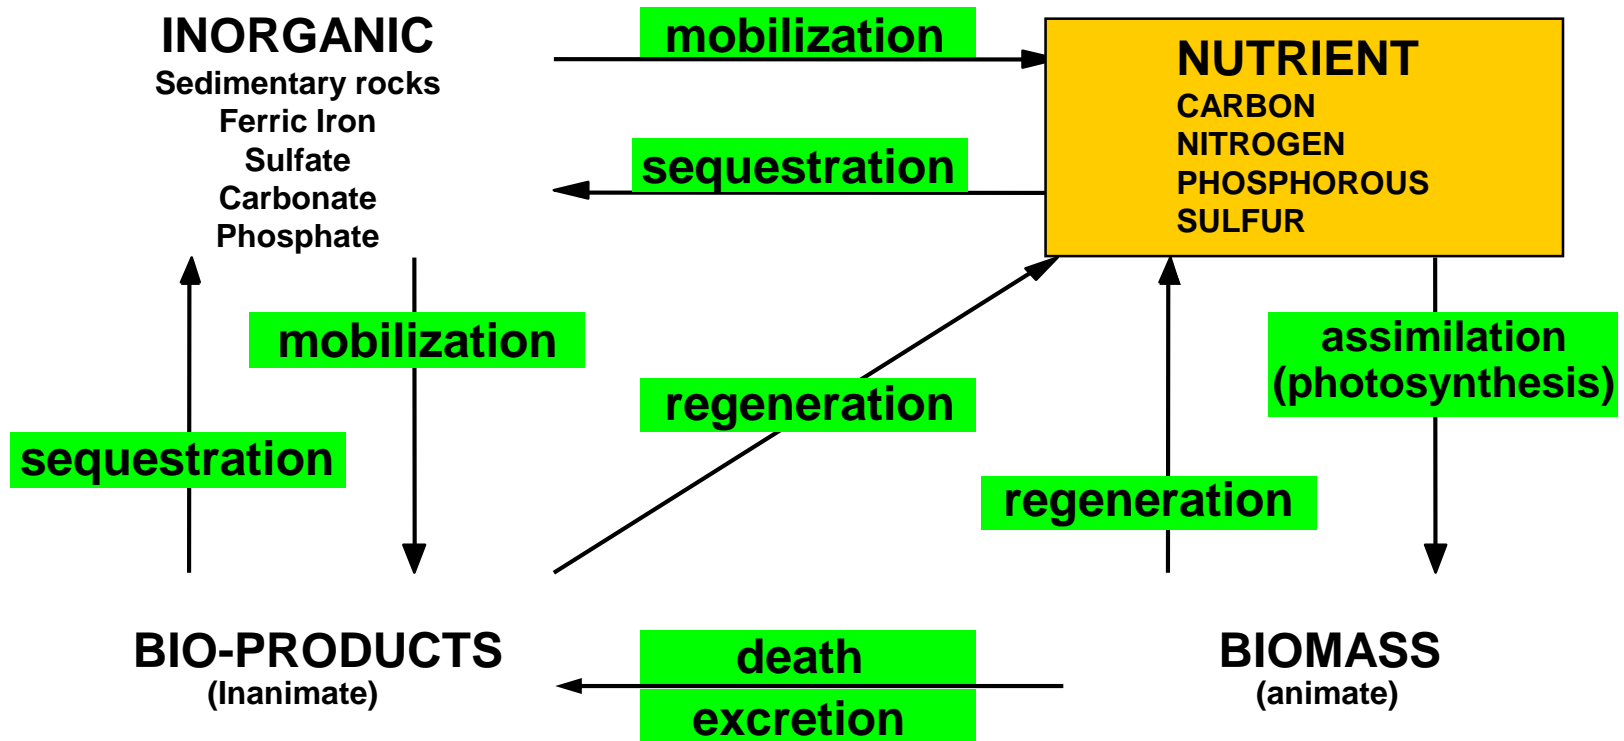 INORGANIC
Sedimentary rocks
Ferric Iron
Sulfate
Carbonate
Phosphate
mobilization
sequestration
NUTRIENT
CARBON
NITROGEN
PHOSPHOROUS
SULFUR
mobilization
sequestration
regeneration
regeneration
assimilation
(photosynthesis)
BIO-PRODUCTS
(Inanimate)
death
excretion
BIOMASS
(animate)